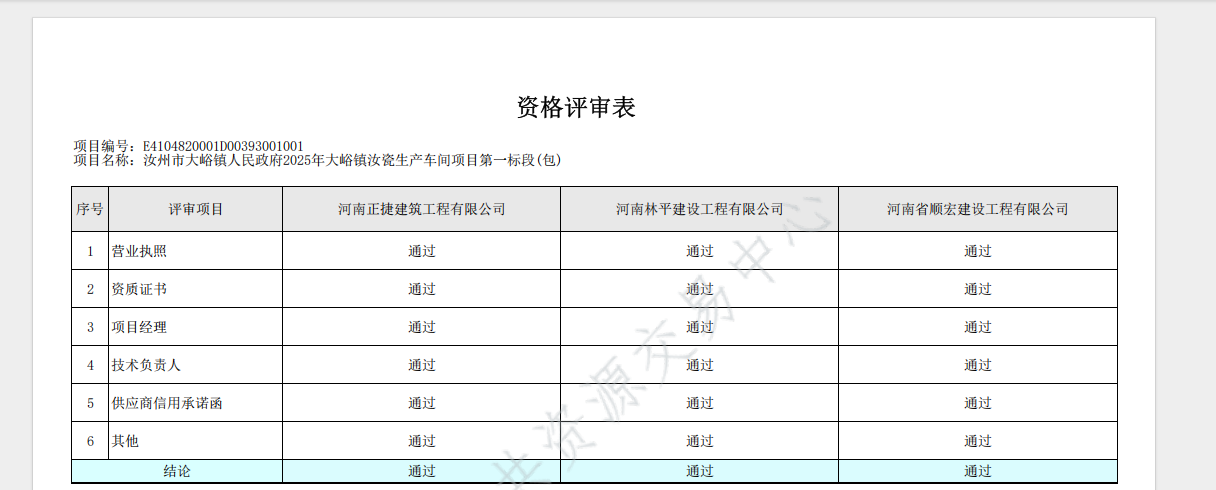 资格评审表
项目编号：E4104820001D00393001001
项目名称：汝州市大峪镇人民政府2025年大峪镇汝瓷生产车间项目第一标段(包)
序号 评审项目 河南正捷建筑工程有限公司 河南林平建设工程有限公司 河南省顺宏建设工程有限公司
1 营业执照 通过 通过 通过
2 资质证书 通过 通过 通过
3 项目经理 通过 通过 通过
4 技术负责人 通过 通过 通过
5 供应商信用承诺函 通过 通过 通过
6 其他 通过 通过 通过
结论 通过 通过 通过
共资源交易中心